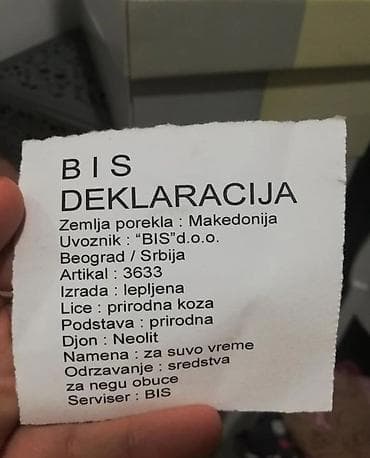 BIS
DEKLARACIJA
Zemlja porekla : Makedonija
Uvoznik : "BIS"d.o.o.
Beograd / Srbija
Artikal : 3633
Izrada : lepljena
Lice : prirodna koza
Podstava : prirodna
Djon : Neolit
Namena : za suvo vreme
Odrzavanje : sredstva
za negu obuce
Serviser : BIS